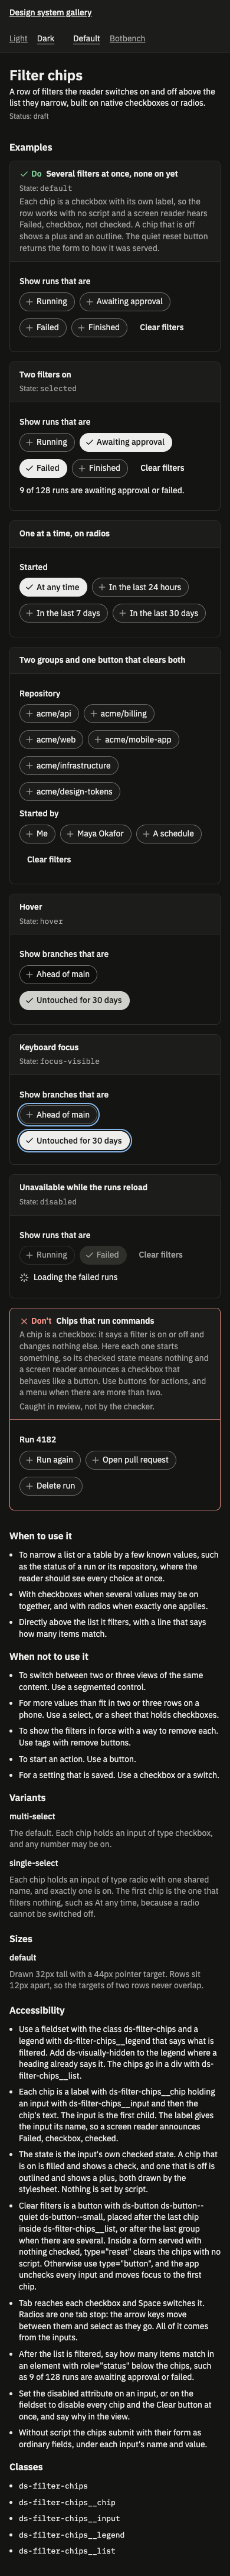 Design system gallery
Light Dark Default Botbench
Filter chips
A row of filters the reader switches on and off above the
list they narrow, built on native checkboxes or radios.
Status: draft
Examples
Do Several filters at once, none on yet
State: default
Each chip is a checkbox with its own label, so the
row works with no script and a screen reader hears
Failed, checkbox, not checked. A chip that is off
shows a plus and an outline. The quiet reset button
returns the form to how it was served.
Show runs that are
Running Awaiting approval
Failed Finished Clear filters
Two filters on
State: selected
Show runs that are
Running Awaiting approval
Failed Finished Clear filters
9 of 128 runs are awaiting approval or failed.
One at a time, on radios
Started
At any time In the last 24 hours
In the last 7 days In the last 30 days
Two groups and one button that clears both
Repository
acme/api acme/billing
acme/web acme/mobile-app
acme/infrastructure
acme/design-tokens
Started by
Me Maya Okafor A schedule
Clear filters
Hover
State: hover
Show branches that are
Ahead of main
Untouched for 30 days
Keyboard focus
State: focus-visible
Show branches that are
Ahead of main
Untouched for 30 days
Unavailable while the runs reload
State: disabled
Show runs that are
Running Failed Clear filters
Loading the failed runs
Don't Chips that run commands
A chip is a checkbox: it says a filter is on or off and
changes nothing else. Here each one starts
something, so its checked state means nothing and
a screen reader announces a checkbox that
behaves like a button. Use buttons for actions, and
a menu when there are more than two.
Caught in review, not by the checker.
Run 4182
Run again Open pull request
Delete run
When to use it
To narrow a list or a table by a few known values, such
as the status of a run or its repository, where the
reader should see every choice at once.
With checkboxes when several values may be on
together, and with radios when exactly one applies.
Directly above the list it filters, with a line that says
how many items match.
When not to use it
To switch between two or three views of the same
content. Use a segmented control.
For more values than fit in two or three rows on a
phone. Use a select, or a sheet that holds checkboxes.
To show the filters in force with a way to remove each.
Use tags with remove buttons.
To start an action. Use a button.
For a setting that is saved. Use a checkbox or a switch.
Variants
multi-select
The default. Each chip holds an input of type checkbox,
and any number may be on.
single-select
Each chip holds an input of type radio with one shared
name, and exactly one is on. The first chip is the one that
filters nothing, such as At any time, because a radio
cannot be switched off.
Sizes
default
Drawn 32px tall with a 44px pointer target. Rows sit
12px apart, so the targets of two rows never overlap.
Accessibility
Use a fieldset with the class ds-filter-chips and a
legend with ds-filter-chips__legend that says what is
filtered. Add ds-visually-hidden to the legend where a
heading already says it. The chips go in a div with ds-
filter-chips__list.
Each chip is a label with ds-filter-chips__chip holding
an input with ds-filter-chips__input and then the
chip's text. The input is the first child. The label gives
the input its name, so a screen reader announces
Failed, checkbox, checked.
The state is the input's own checked state. A chip that
is on is filled and shows a check, and one that is off is
outlined and shows a plus, both drawn by the
stylesheet. Nothing is set by script.
Clear filters is a button with ds-button ds-button--
quiet ds-button--small, placed after the last chip
inside ds-filter-chips__list, or after the last group
when there are several. Inside a form served with
nothing checked, type="reset" clears the chips with no
script. Otherwise use type="button", and the app
unchecks every input and moves focus to the first
chip.
Tab reaches each checkbox and Space switches it.
Radios are one tab stop: the arrow keys move
between them and select as they go. All of it comes
from the inputs.
After the list is filtered, say how many items match in
an element with role="status" below the chips, such
as 9 of 128 runs are awaiting approval or failed.
Set the disabled attribute on an input, or on the
fieldset to disable every chip and the Clear button at
once, and say why in the view.
Without script the chips submit with their form as
ordinary fields, under each input's name and value.
Classes
ds-filter-chips
ds-filter-chips__chip
ds-filter-chips__input
ds-filter-chips__legend
ds-filter-chips__list